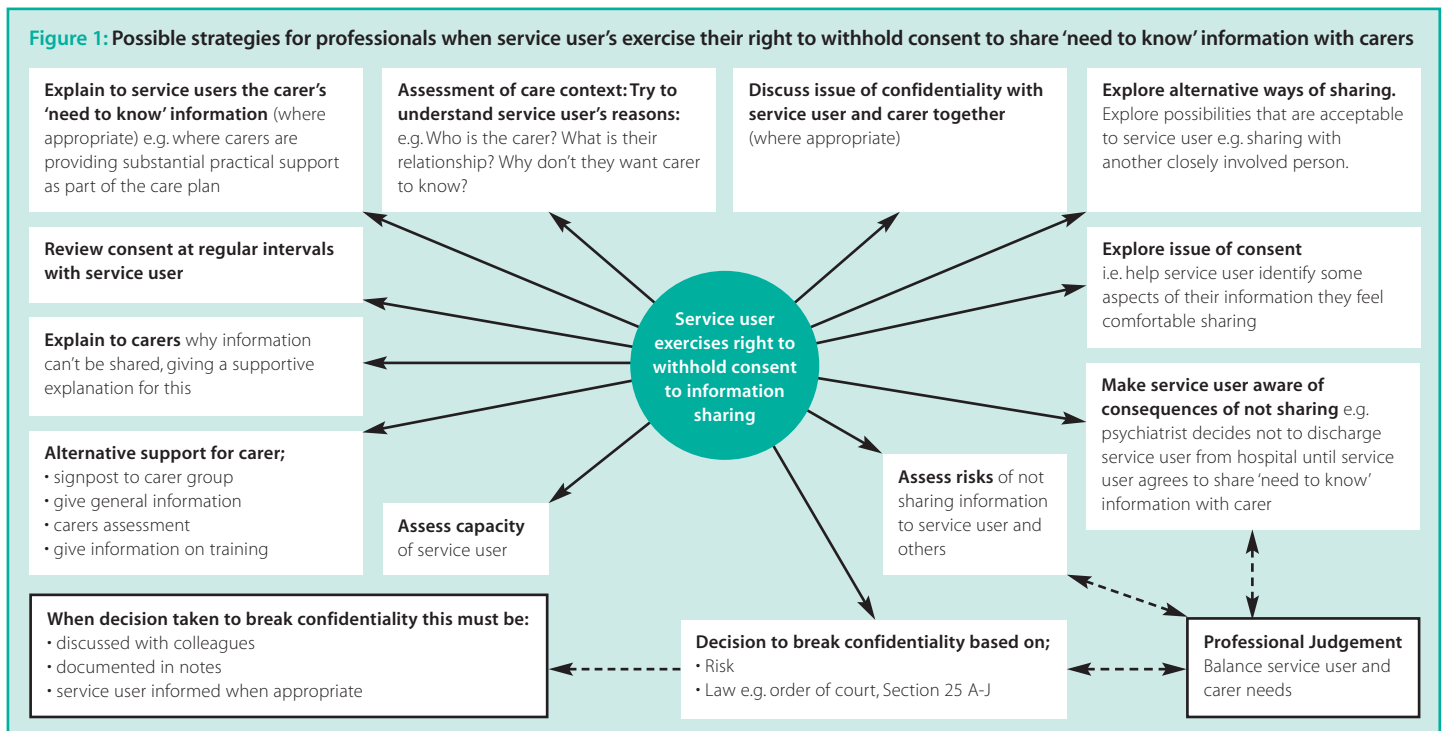 Figure 1: Possible strategies for professionals when service user’s exercise their right to withhold consent to share ‘need to know’ information with carers
Explain to service users the carer’s
‘need to know’ information (where
appropriate) e.g. where carers are
providing substantial practical support
as part of the care plan
Assessment of care context: Try to
understand service user’s reasons:
e.g. Who is the carer? What is their
relationship? Why don’t they want carer
to know?
Discuss issue of confidentiality with
service user and carer together
(where appropriate)
Explore alternative ways of sharing.
Explore possibilities that are acceptable
to service user e.g. sharing with
another closely involved person.
Review consent at regular intervals
with service user
Explore issue of consent
i.e. help service user identify some
aspects of their information they feel
comfortable sharing
Service user
exercises right to
withhold consent
to information
sharing
Explain to carers why information
can’t be shared, giving a supportive
explanation for this
Make service user aware of
consequences of not sharing e.g.
psychiatrist decides not to discharge
service user from hospital until service
user agrees to share ‘need to know’
information with carer
Alternative support for carer;
• signpost to carer group
• give general information
• carers assessment
• give information on training
Assess capacity
of service user
Assess risks of not
sharing information
to service user and
others
When decision taken to break confidentiality this must be:
• discussed with colleagues
• documented in notes
• service user informed when appropriate
Decision to break confidentiality based on;
• Risk
• Law e.g. order of court, Section 25 A-J
Professional Judgement
Balance service user and
carer needs